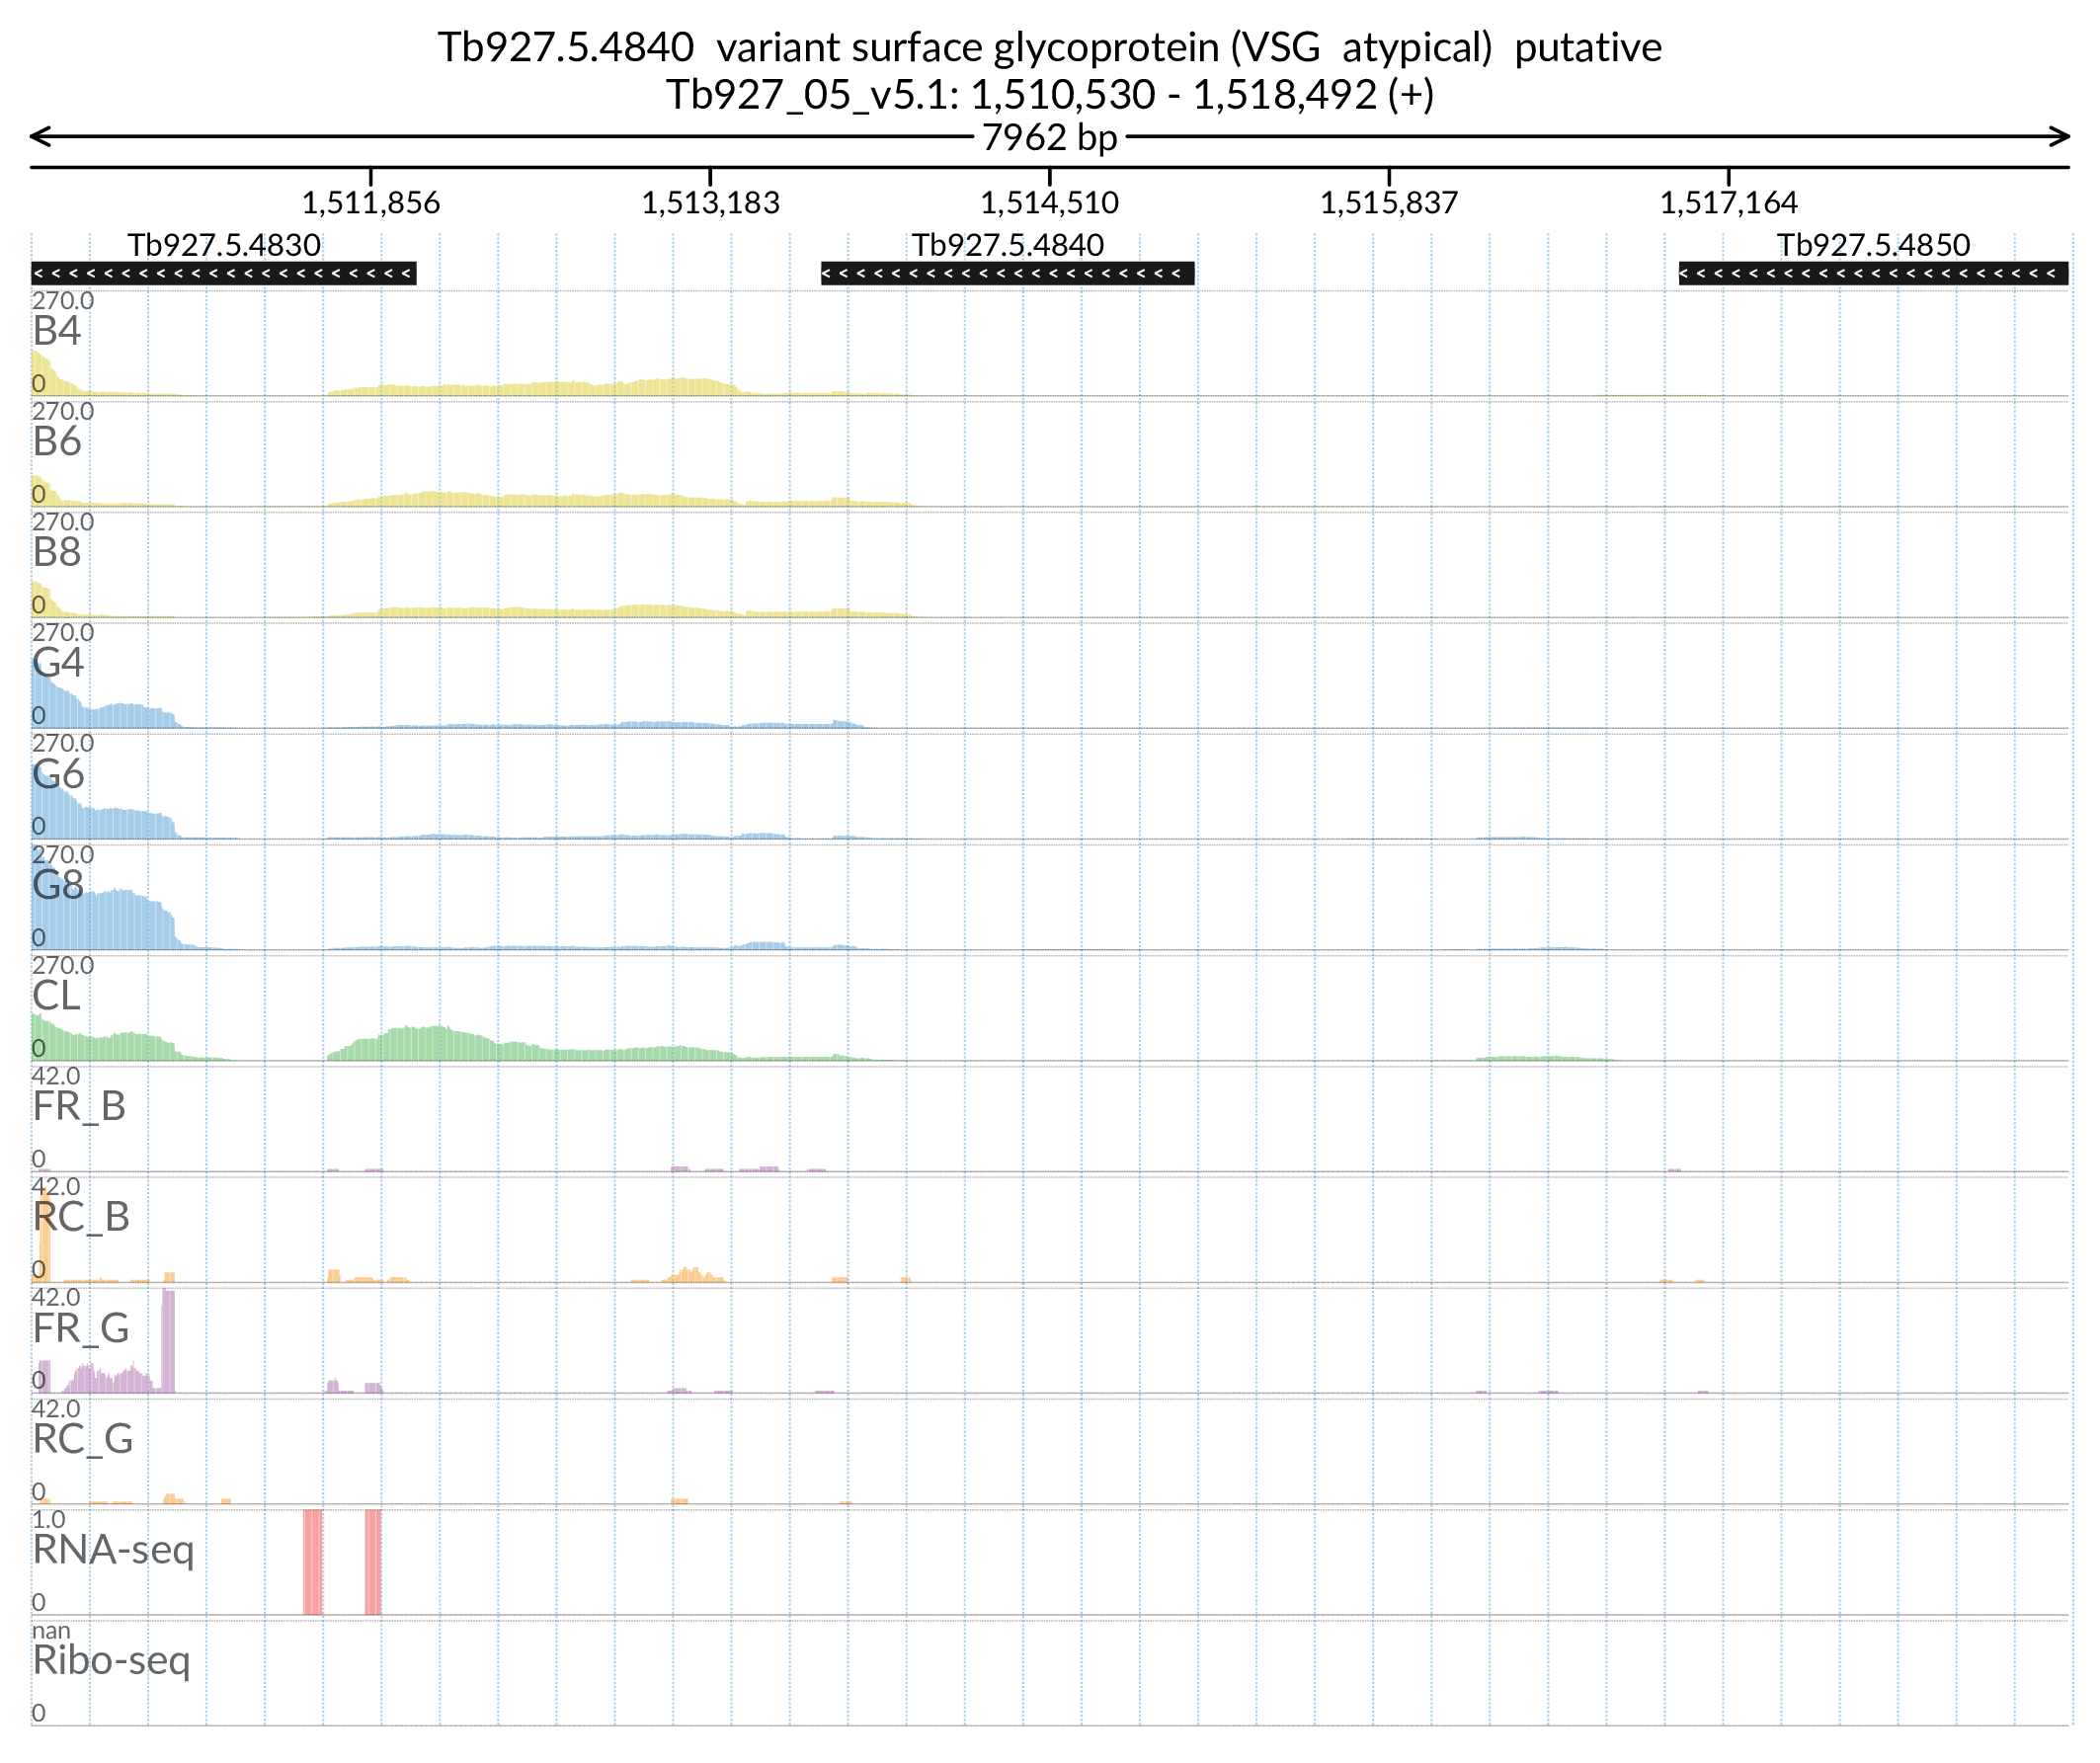 Tb927.5.4840 variant surface glycoprotein (VSG atypical) putative
Tb927_05_v5.1: 1,510,530 - 1,518,492 (+)
7962 bp
1,511,856 1,513,183 1,514,510 1,515,837 1,517,164
Tb927.5.4830 Tb927.5.4840 Tb927.5.4850
270.0
B4
0
270.0
B6
0
270.0
B8
0
270.0
G4
0
270.0
G6
0
270.0
G8
0
270.0
CL
0
42.0
FR_B
0
42.0
RC_B
0
42.0
FR_G
0
42.0
RC_G
0
1.0
RNA-seq
0
nan
Ribo-seq
0